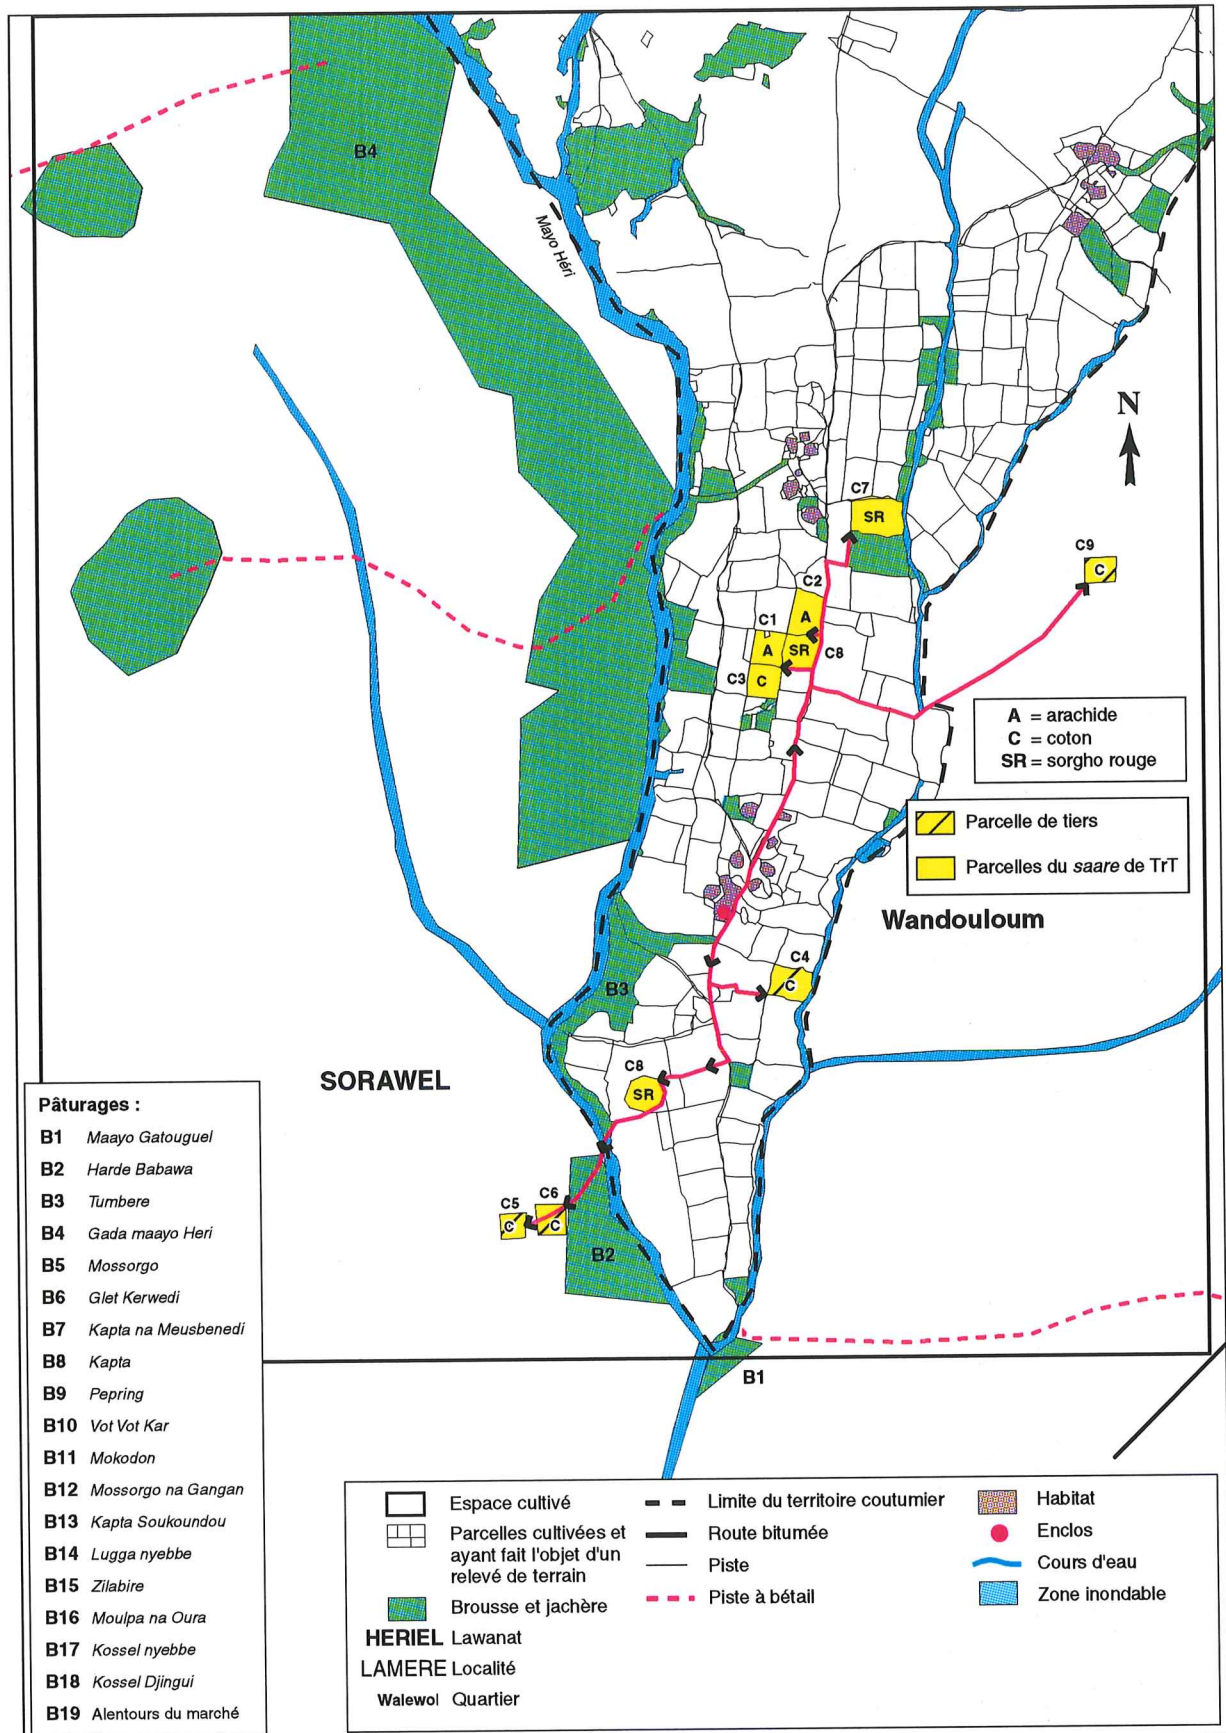 B4
Mayo Héri
N
C7
SR
C9
C
C2
A
C1
A
SR
C8
C3
C
A = arachide
C = coton
SR = sorgho rouge
Parcelle de tiers
Parcelles du saare de TrT
Wandouloum
C4
C
B3
SORAWEL
C8
SR
C5
C
C6
C
B2
B1
Pâturages :
B1 Maayo Gatouguel
B2 Harde Babawa
B3 Tumbere
B4 Gada maayo Heri
B5 Mossorgo
B6 Glet Kerwedi
B7 Kapta na Meusbenedi
B8 Kapta
B9 Pepring
B10 Vot Vot Kar
B11 Mokodon
B12 Mossorgo na Gangan
B13 Kapta Soukoundou
B14 Lugga nyebbe
B15 Zilabire
B16 Moulpa na Oura
B17 Kossel nyebbe
B18 Kossel Djingui
B19 Alentours du marché
Espace cultivé
Parcelles cultivées et
ayant fait l'objet d'un
relevé de terrain
Brousse et jachère
HERIEL Lawanat
LAMERE Localité
Walewol Quartier
Limite du territoire coutumier
Route bitumée
Piste
Piste à bétail
Habitat
Enclos
Cours d'eau
Zone inondable